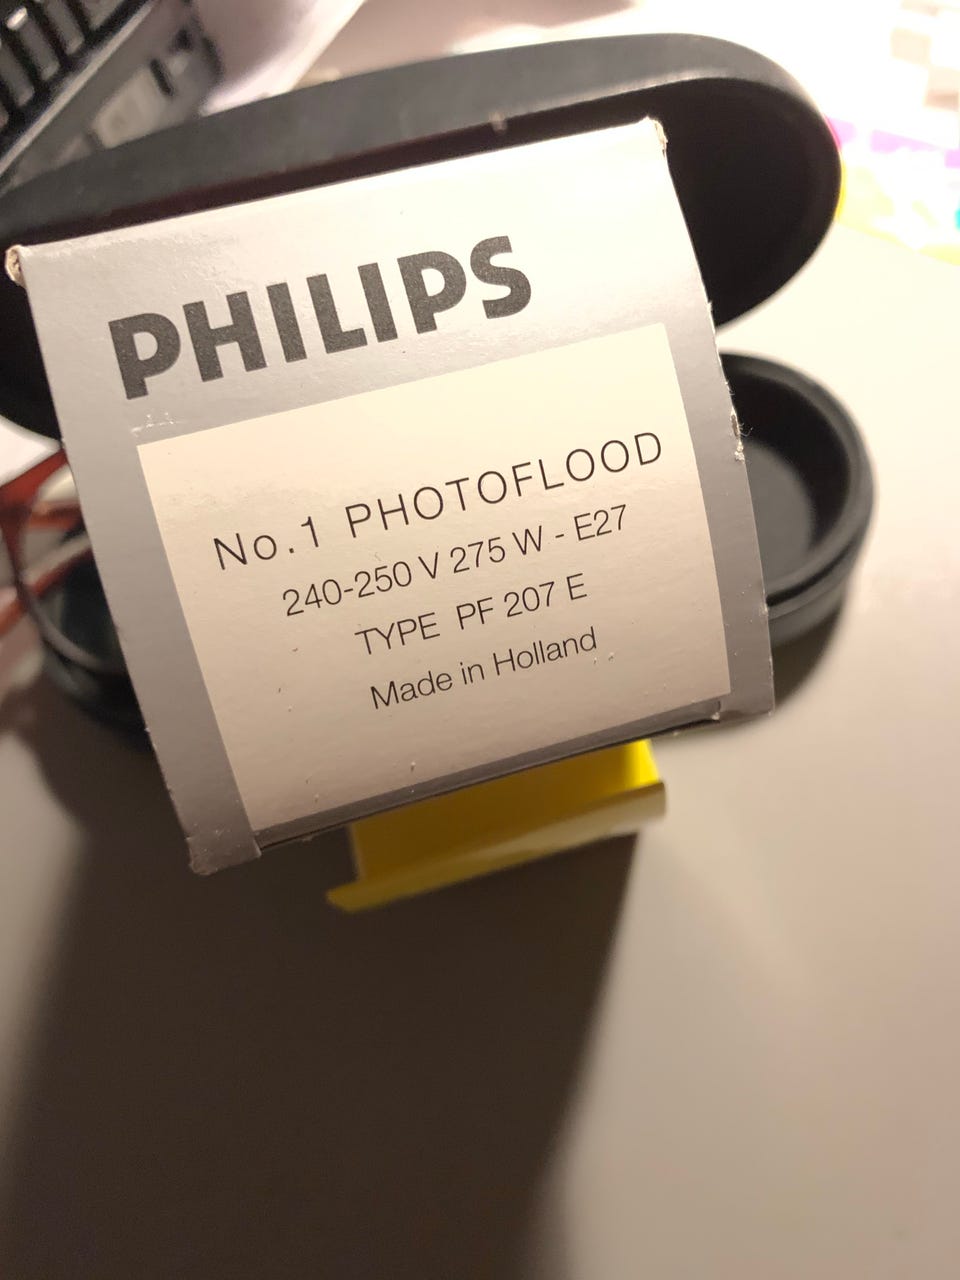 PHILIPS
No.1 PHOTOFLOOD
240-250 V 275 W - E27
TYPE PF 207 E
Made in Holland